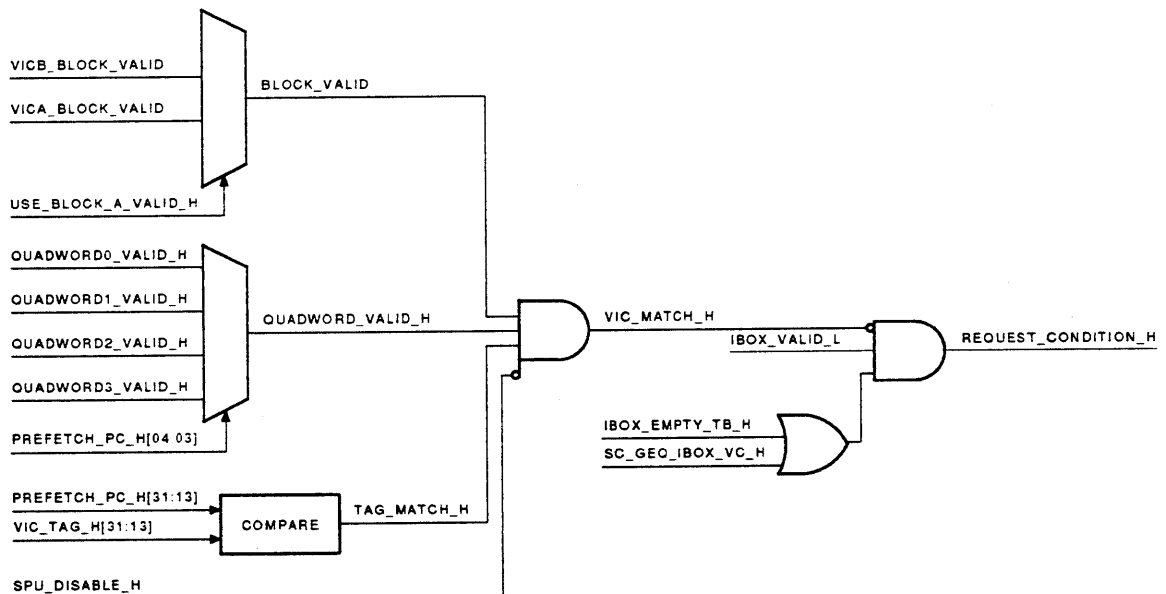 VICB_BLOCK_VALID
BLOCK_VALID
VICA_BLOCK_VALID
USE_BLOCK_A_VALID_H
QUADWORD0_VALID_H
QUADWORD1_VALID_H
QUADWORD_VALID_H
VIC_MATCH_H
QUADWORD2_VALID_H
IBOX_VALID_L
REQUEST_CONDITION_H
QUADWORD3_VALID_H
PREFETCH_PC_H[04 03]
IBOX_EMPTY_TB_H
SC_GEQ_IBOX_VC_H
PREFETCH_PC_H[31:13]
TAG_MATCH_H
COMPARE
VIC_TAG_H[31:13]
SPU_DISABLE_H